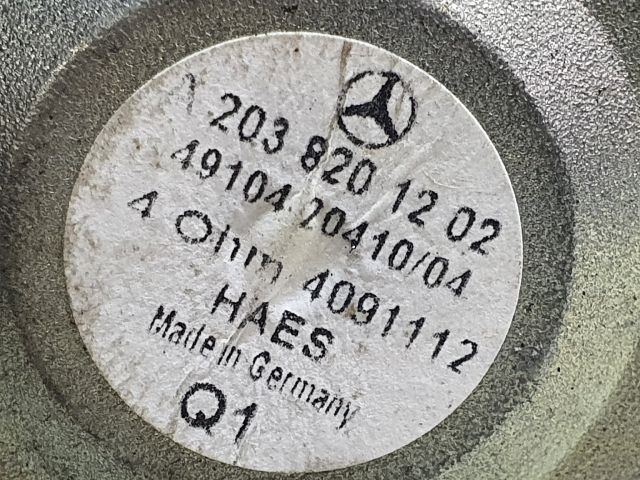 A 203 820 12 02
49104.20410/04
4 Ohm 4091112
HAES
Made in Germany
Q1